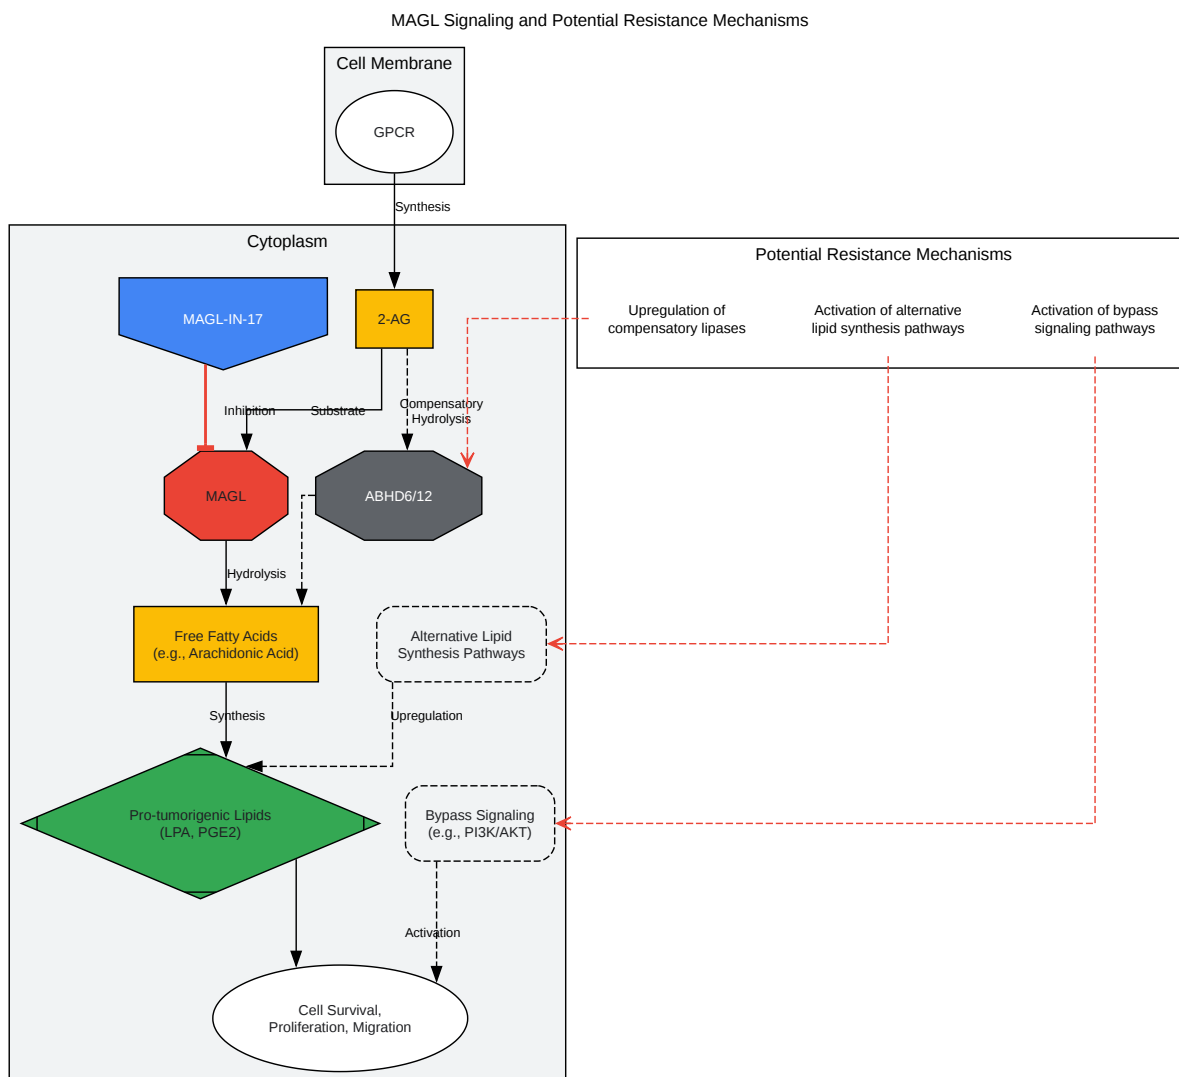 MAGL Signaling and Potential Resistance Mechanisms
Cell Membrane
GPCR
Synthesis
Cytoplasm
Potential Resistance Mechanisms
MAGL-IN-17
2-AG
Upregulation of
compensatory lipases
Activation of alternative
lipid synthesis pathways
Activation of bypass
signaling pathways
Inhibition
Substrate
Compensatory
Hydrolysis
MAGL
ABHD6/12
Hydrolysis
Free Fatty Acids
(e.g., Arachidonic Acid)
Alternative Lipid
Synthesis Pathways
Synthesis
Upregulation
Pro-tumorigenic Lipids
(LPA, PGE2)
Bypass Signaling
(e.g., PI3K/AKT)
Activation
Cell Survival,
Proliferation, Migration